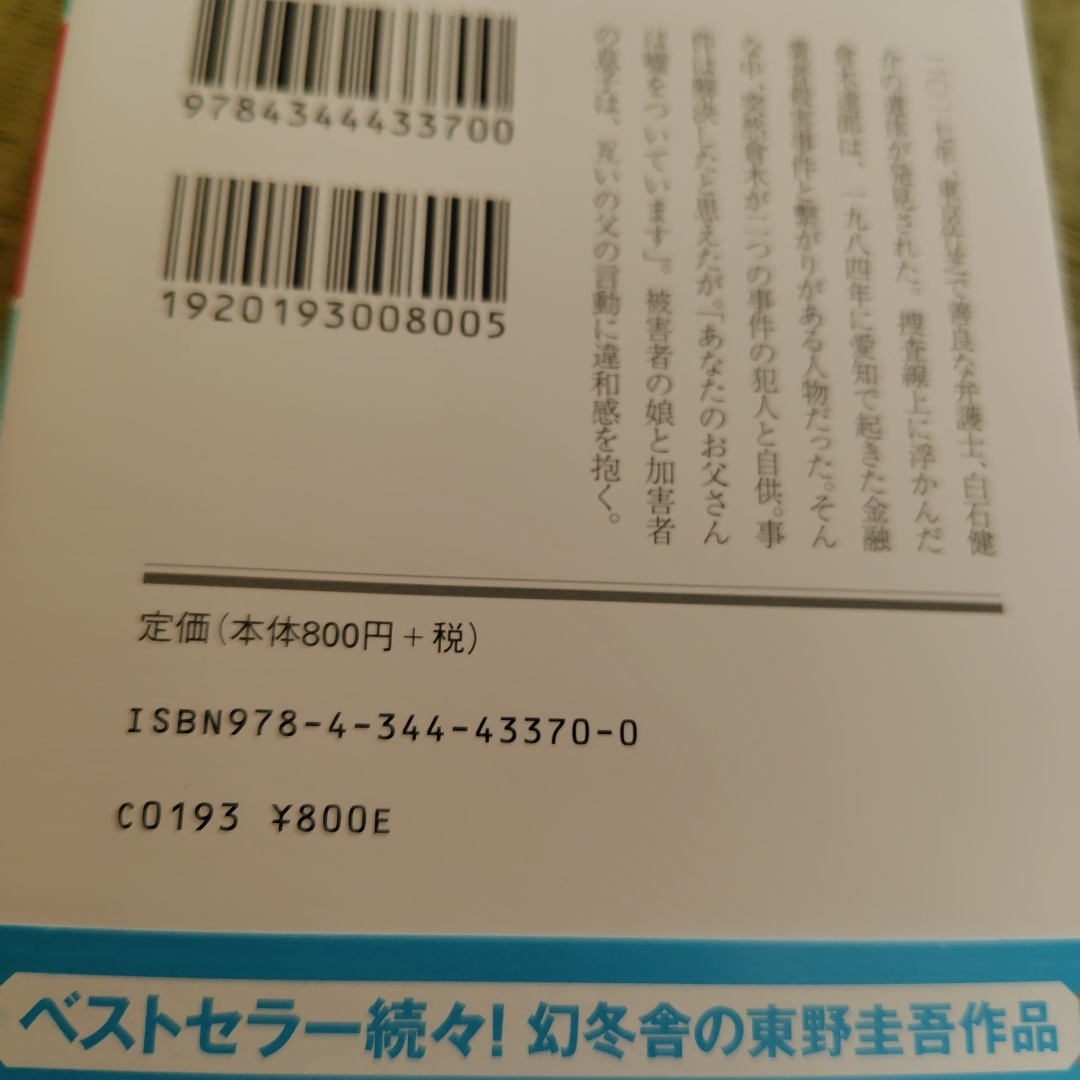 9784344433700
1920193008005
二〇一七年、東京竹芝で善良な弁護士、白石健
介の遺体が発見された。捜査線上に浮かんだ
倉木達郎は、一九八四年に愛知で起きた金融
業者殺害事件と繋がりがある人物だった。そん
な中、突然倉木が二つの事件の犯人と自供。事
件は解決したと思えたが。「あなたのお父さん
は嘘をついています」。被害者の娘と加害者
の息子は、互いの父の言動に違和感を抱く。
定価(本体800円+税)
ISBN978-4-344-43370-0
C0193 ¥800E
ベストセラー続々! 幻冬舎の東野圭吾作品